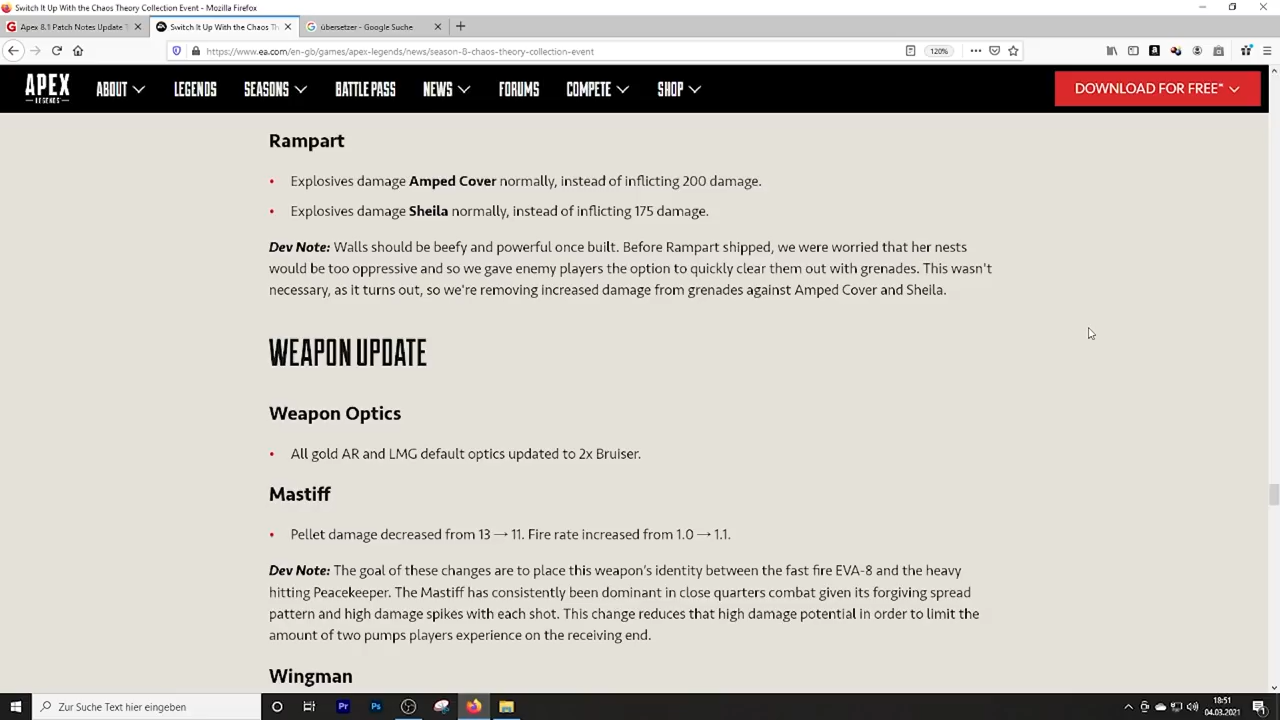 Switch It Up With the Chaos Theory Collection Event - Mozilla Firefox
Apex 8.1 Patch Notes Update T
Switch It Up With the Chaos Th
übersetzer - Google Suche
https://www.ea.com/en-gb/games/apex-legends/news/season-8-chaos-theory-collection-event
120%
APEX
LEGENDS
ABOUT
LEGENDS
SEASONS
BATTLE PASS
NEWS
FORUMS
COMPETE
SHOP
DOWNLOAD FOR FREE*
Rampart
• Explosives damage Amped Cover normally, instead of inflicting 200 damage.
• Explosives damage Sheila normally, instead of inflicting 175 damage.
Dev Note: Walls should be beefy and powerful once built. Before Rampart shipped, we were worried that her nests
would be too oppressive and so we gave enemy players the option to quickly clear them out with grenades. This wasn't
necessary, as it turns out, so we're removing increased damage from grenades against Amped Cover and Sheila.
WEAPON UPDATE
Weapon Optics
• All gold AR and LMG default optics updated to 2x Bruiser.
Mastiff
• Pellet damage decreased from 13 → 11. Fire rate increased from 1.0 → 1.1.
Dev Note: The goal of these changes are to place this weapon's identity between the fast fire EVA-8 and the heavy
hitting Peacekeeper. The Mastiff has consistently been dominant in close quarters combat given its forgiving spread
pattern and high damage spikes with each shot. This change reduces that high damage potential in order to limit the
amount of two pumps players experience on the receiving end.
Wingman
Zur Suche Text hier eingeben
Pr
Ps
18:51
04.03.2021